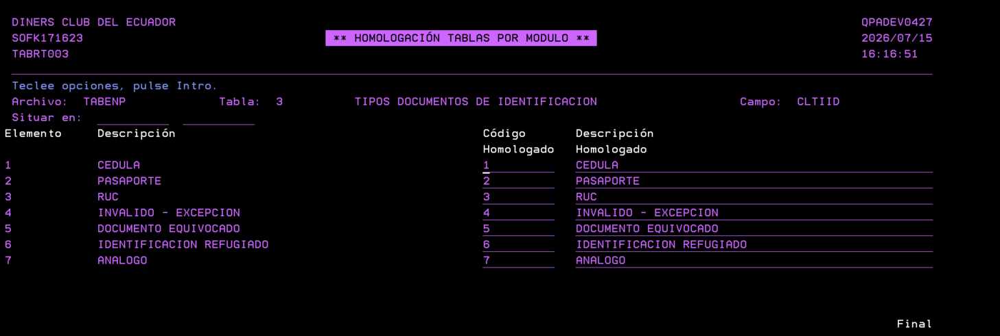 DINERS CLUB DEL ECUADOR QPADEV0427
SOFK171623 ** HOMOLOGACIÓN TABLAS POR MODULO ** 2026/07/15
TABRT003 16:16:51
Teclee opciones, pulse Intro.
Archivo: TABENP Tabla: 3 TIPOS DOCUMENTOS DE IDENTIFICACION Campo: CLTIID
Situar en:
Elemento Descripción Código Descripción
Homologado Homologado
1 CEDULA 1 CEDULA
2 PASAPORTE 2 PASAPORTE
3 RUC 3 RUC
4 INVALIDO - EXCEPCION 4 INVALIDO - EXCEPCION
5 DOCUMENTO EQUIVOCADO 5 DOCUMENTO EQUIVOCADO
6 IDENTIFICACION REFUGIADO 6 IDENTIFICACION REFUGIADO
7 ANALOGO 7 ANALOGO
Final